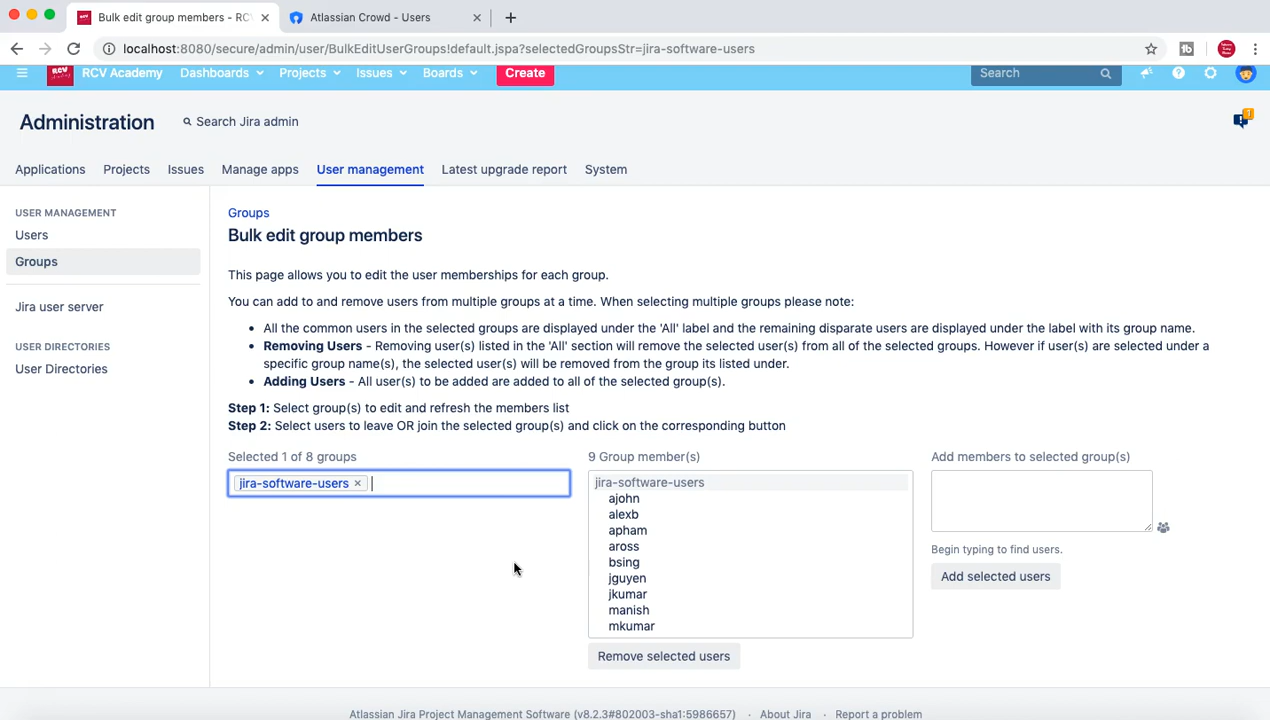 Bulk edit group members - RC
Atlassian Crowd - Users
localhost:8080/secure/admin/user/BulkEditUserGroups!default.jspa?selectedGroupsStr=jira-software-users
RCV Academy Dashboards Projects Issues Boards Create Search
Administration
Search Jira admin
Applications Projects Issues Manage apps User management Latest upgrade report System
USER MANAGEMENT
Users
Groups
Jira user server
USER DIRECTORIES
User Directories
Groups
Bulk edit group members
This page allows you to edit the user memberships for each group.
You can add to and remove users from multiple groups at a time. When selecting multiple groups please note:
• All the common users in the selected groups are displayed under the 'All' label and the remaining disparate users are displayed under the label with its group name.
• Removing Users - Removing user(s) listed in the 'All' section will remove the selected user(s) from all of the selected groups. However if user(s) are selected under a
specific group name(s), the selected user(s) will be removed from the group its listed under.
• Adding Users - All user(s) to be added are added to all of the selected group(s).
Step 1: Select group(s) to edit and refresh the members list
Step 2: Select users to leave OR join the selected group(s) and click on the corresponding button
Selected 1 of 8 groups
jira-software-users
9 Group member(s)
jira-software-users
ajohn
alexb
apham
aross
bsing
jguyen
jkumar
manish
mkumar
Remove selected users
Add members to selected group(s)
Begin typing to find users.
Add selected users
Atlassian Jira Project Management Software (v8.2.3#802003-sha1:5986657) · About Jira · Report a problem